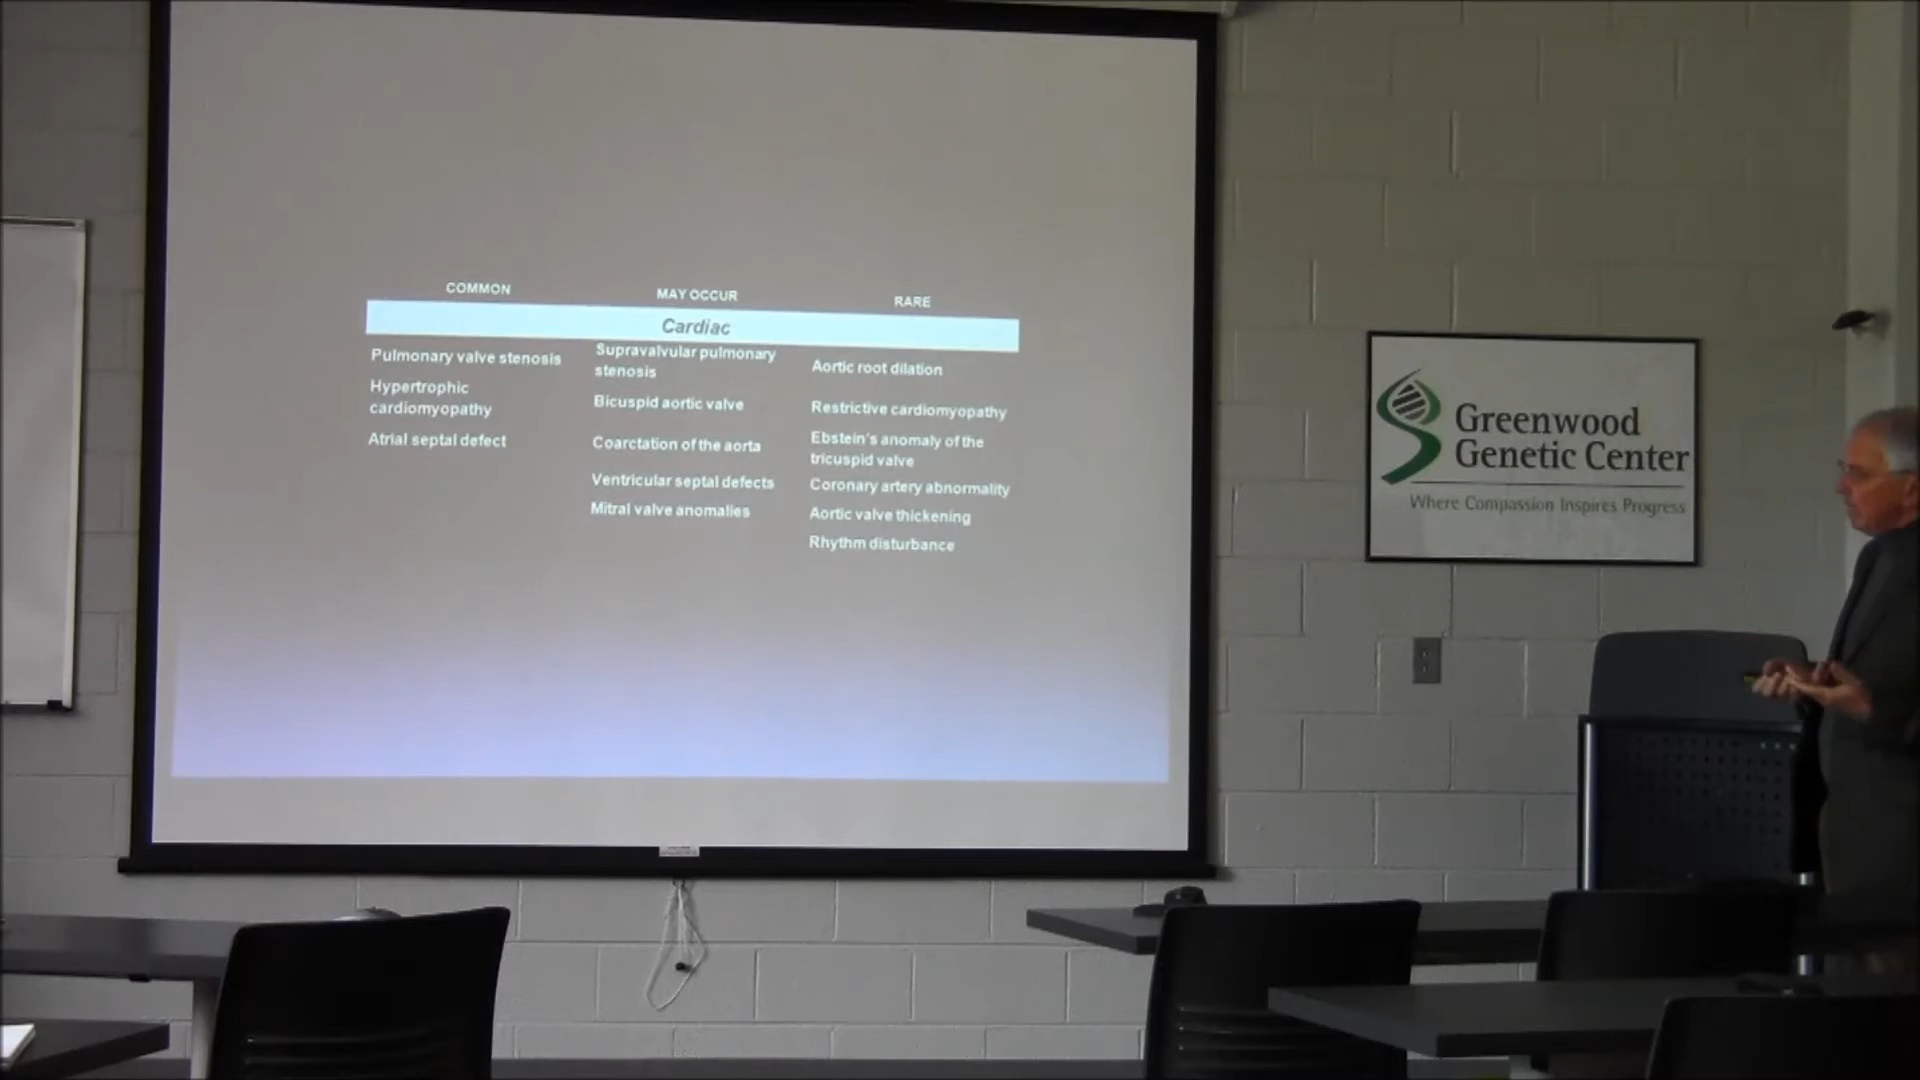 COMMON
MAY OCCUR
RARE
Cardiac
Pulmonary valve stenosis
Hypertrophic
cardiomyopathy
Atrial septal defect
Supravalvular pulmonary
stenosis
Bicuspid aortic valve
Coarctation of the aorta
Ventricular septal defects
Mitral valve anomalies
Aortic root dilation
Restrictive cardiomyopathy
Ebstein's anomaly of the
tricuspid valve
Coronary artery abnormality
Aortic valve thickening
Rhythm disturbance
Greenwood
Genetic Center
Where Compassion Inspires Progress